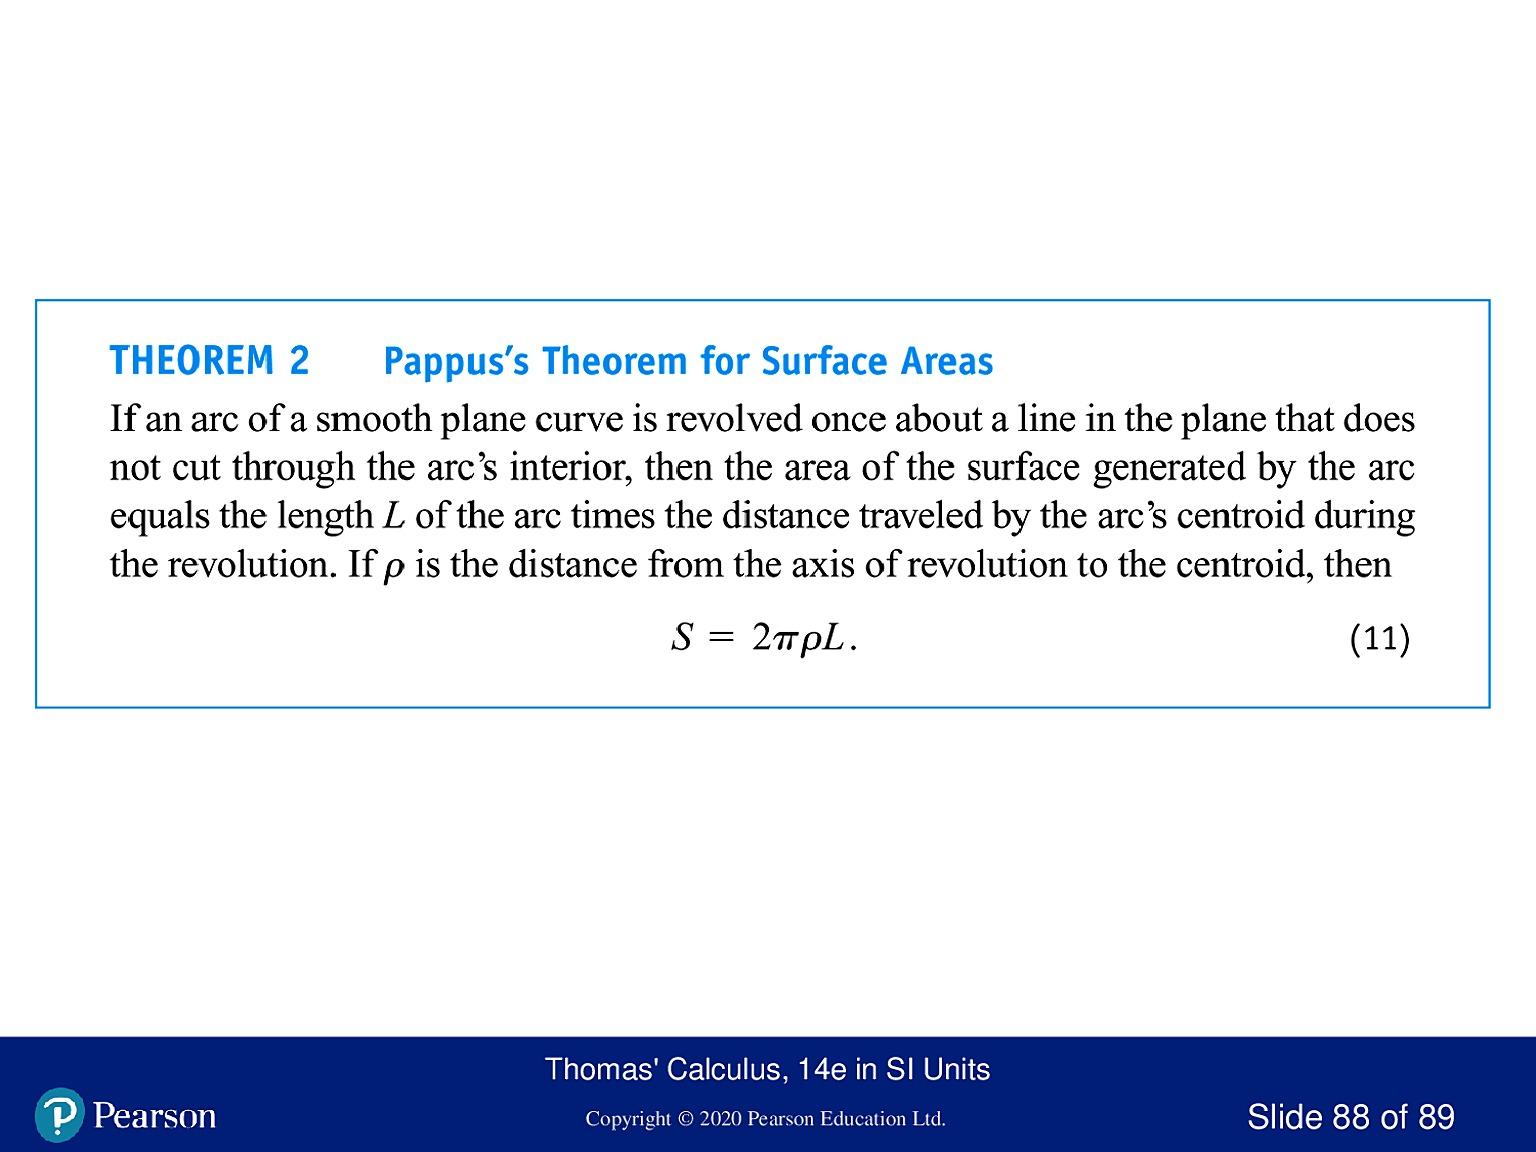 THEOREM 2 Pappus's Theorem for Surface Areas
If an arc of a smooth plane curve is revolved once about a line in the plane that does
not cut through the arc's interior, then the area of the surface generated by the arc
equals the length L of the arc times the distance traveled by the arc's centroid during
the revolution. If ρ is the distance from the axis of revolution to the centroid, then
S = 2πρL. (11)
Thomas' Calculus, 14e in SI Units
Pearson
Copyright © 2020 Pearson Education Ltd.
Slide 88 of 89